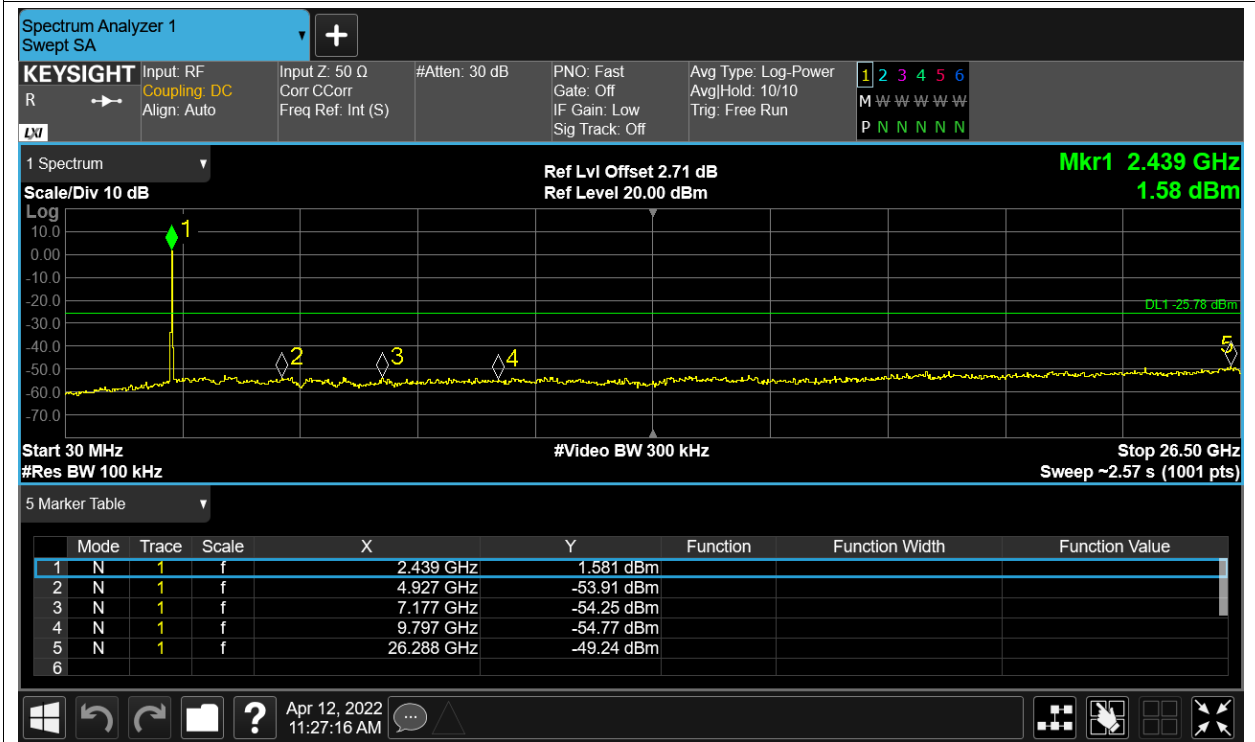 Spectrum Analyzer 1
Swept SA
+
KEYSIGHT Input: RF Input Z: 50 Ω #Atten: 30 dB PNO: Fast Avg Type: Log-Power 1 2 3 4 5 6
R Coupling: DC Corr CCorr Gate: Off Avg|Hold: 10/10 M W W W W W
Align: Auto Freq Ref: Int (S) IF Gain: Low Trig: Free Run
LXI Sig Track: Off P N N N N N
1 Spectrum Ref Lvl Offset 2.71 dB Mkr1 2.439 GHz
Scale/Div 10 dB Ref Level 20.00 dBm 1.58 dBm
Log
10.0 1
0.00
-10.0
-20.0 DL1 -25.78 dBm
-30.0
-40.0 2 3 4 5
-50.0
-60.0
-70.0
Start 30 MHz #Video BW 300 kHz Stop 26.50 GHz
#Res BW 100 kHz Sweep ~2.57 s (1001 pts)
5 Marker Table
Mode Trace Scale X Y Function Function Width Function Value
1 N 1 f 2.439 GHz 1.581 dBm
2 N 1 f 4.927 GHz -53.91 dBm
3 N 1 f 7.177 GHz -54.25 dBm
4 N 1 f 9.797 GHz -54.77 dBm
5 N 1 f 26.288 GHz -49.24 dBm
6
? Apr 12, 2022
11:27:16 AM